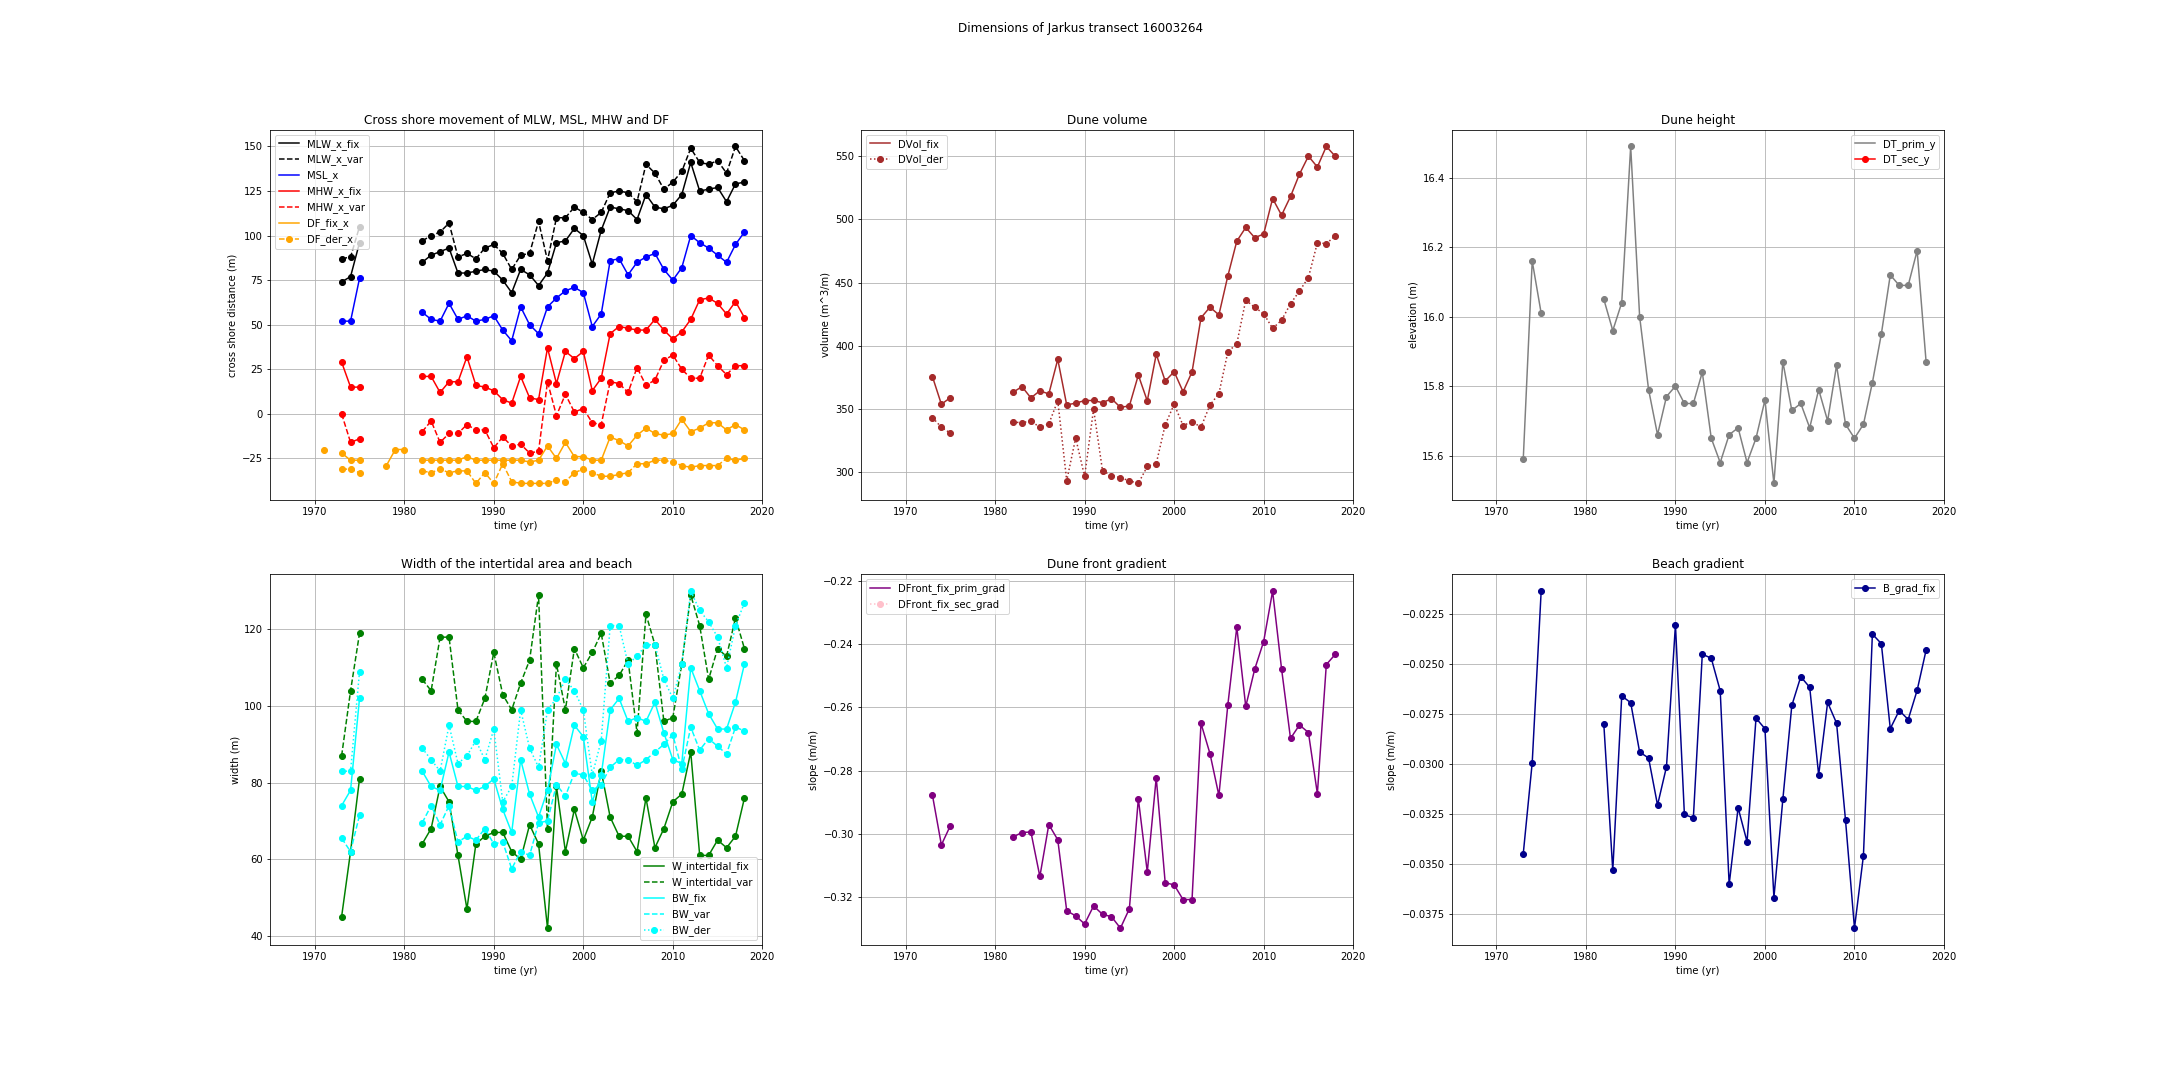 Dimensions of Jarkus transect 16003264
Cross shore movement of MLW, MSL, MHW and DF
cross shore distance (m)
150
125
100
75
50
25
0
−25
MLW_x_fix
MLW_x_var
MSL_x
MHW_x_fix
MHW_x_var
DF_fix_x
DF_der_x
1970 1980 1990 2000 2010 2020
time (yr)
Dune volume
volume (m^3/m)
550
500
450
400
350
300
DVol_fix
DVol_der
1970 1980 1990 2000 2010 2020
time (yr)
Dune height
elevation (m)
16.4
16.2
16.0
15.8
15.6
DT_prim_y
DT_sec_y
1970 1980 1990 2000 2010 2020
time (yr)
Width of the intertidal area and beach
width (m)
120
100
80
60
40
W_intertidal_fix
W_intertidal_var
BW_fix
BW_var
BW_der
1970 1980 1990 2000 2010 2020
time (yr)
Dune front gradient
slope (m/m)
−0.22
−0.24
−0.26
−0.28
−0.30
−0.32
DFront_fix_prim_grad
DFront_fix_sec_grad
1970 1980 1990 2000 2010 2020
time (yr)
Beach gradient
slope (m/m)
−0.0225
−0.0250
−0.0275
−0.0300
−0.0325
−0.0350
−0.0375
B_grad_fix
1970 1980 1990 2000 2010 2020
time (yr)